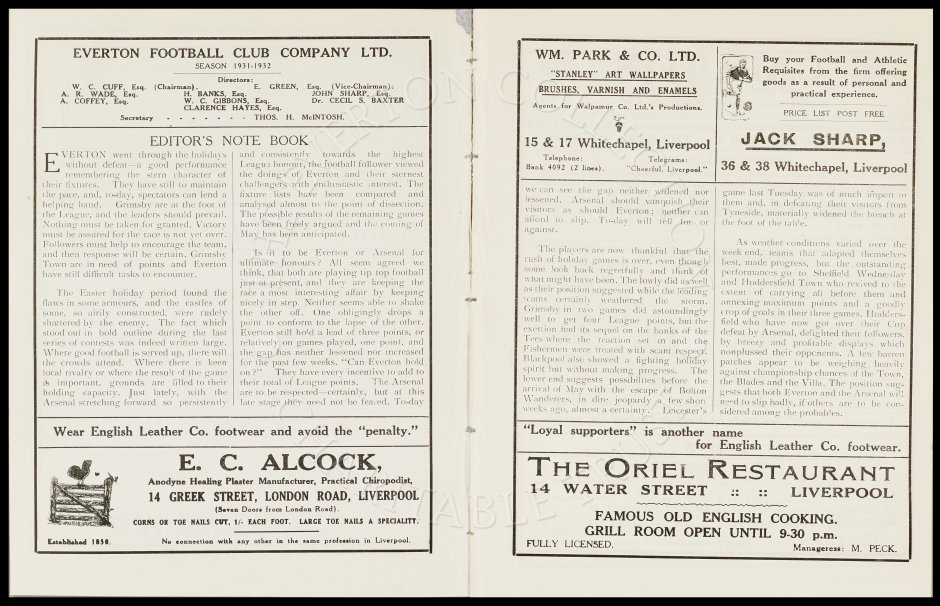 EVERTON FOOTBALL CLUB COMPANY LTD.
SEASON 1931-1932
Directors:
W. C. CUFF, Esq. (Chairman). E. GREEN, Esq. (Vice-Chairman).
A. R. WADE, Esq. H. BANKS, Esq. JOHN SHARP, Esq.
A. COFFEY, Esq. W. C. GIBBONS, Esq. Dr. CECIL S. BAXTER
CLARENCE HAYES, Esq.
Secretary - - - - - - - THOS. H. McINTOSH.
EDITOR'S NOTE BOOK
EVERTON went through the holidays
without defeat—a good performance
remembering the stern character of
their fixtures. They have still to maintain
the pace, and, to-day, spectators can lend a
helping hand. Grimsby are at the foot of
the League, and the leaders should prevail.
Nothing must be taken for granted. Victory
must be assured for the race is not yet over.
Followers must help to encourage the team,
and then response will be certain. Grimsby
Town are in need of points and Everton
have still difficult tasks to encounter.
The Easter holiday period found the
flaws in some armours, and the castles of
some, so airily constructed, were rudely
shattered by the enemy. The fact which
stood out in bold outline during the last
series of contests was indeed written large.
Where good football is served up, there will
the crowds attend. Where there is keen
local rivalry or where the result of the game
is important, grounds are filled to their
holding capacity. Just lately, with the
Arsenal stretching forward so persistently
and consistently towards the highest
League honour, the football follower viewed
the doings of Everton and their sternest
challengers with enthusiastic interest. The
fixture lists have been compared and
analysed almost to the point of dissection.
The possible results of the remaining games
have been freely argued and the coming of
May has been anticipated.
Is it to be Everton or Arsenal for
ultimate honours? All seem agreed we
think, that both are playing tip top football
just at present, and they are keeping the
race a most interesting affair by keeping
nicely in step. Neither seems able to shake
the other off. One obligingly drops a
point to conform to the lapse of the other.
Everton still hold a lead of three points, or
relatively on games played, one point, and
the gap has neither lessened nor increased
for the past few weeks. "Can Everton hold
on?" They have every incentive to add to
their total of League points. The Arsenal
are to be respected—certainly, but at this
late stage they need not be feared. To-day
Wear English Leather Co. footwear and avoid the "penalty."
E. C. ALCOCK,
Anodyne Healing Plaster Manufacturer, Practical Chiropodist,
14 GREEK STREET, LONDON ROAD, LIVERPOOL
(Seven Doors from London Road).
CORNS OR TOE NAILS CUT, 1/- EACH FOOT. LARGE TOE NAILS A SPECIALITY.
Established 1850. No connection with any other in the same profession in Liverpool.
WM. PARK & CO. LTD.
"STANLEY" ART WALLPAPERS
BRUSHES, VARNISH AND ENAMELS
Agents for Walpamur Co. Ltd.'s Productions.
15 & 17 Whitechapel, Liverpool
Telephone: Telegrams:
Bank 4092 (2 lines). "Cheerful, Liverpool."
Buy your Football and Athletic
Requisites from the firm offering
goods as a result of personal and
practical experience.
PRICE LIST POST FREE
JACK SHARP,
36 & 38 Whitechapel, Liverpool
we can see the gap neither widened nor
lessened. Arsenal should vanquish their
visitors as should Everton; neither can
afford to slip. To-day will tell for or
against.
The players are now thankful that the
rush of holiday games is over, even though
some look back regretfully and think of
what might have been. The lowly did as well
as their position suggested while the leading
teams certainly weathered the storm.
Grimsby in two games did astoundingly
well to get four League points, but the
exertion had its sequel on the banks of the
Tees where the reaction set in and the
Fishermen were treated with scant respect.
Blackpool also showed a fighting holiday
spirit but without making progress. The
lower end suggests possibilites before the
arrival of May with the escape of Bolton
Wanderers, in dire jeopardy a few short
weeks ago, almost a certainty. Leicester's
game last Tuesday was of much import to
them and, in defeating their visitors from
Tyneside, materially widened the breach at
the foot of the table.
As weather conditions varied over the
week-end, teams that adapted themselves
best, made progress, but the outstanding
performances go to Sheffield Wednesday
and Huddersfield Town who revived to the
extent of carrying all before them and
annexing maximum points and a goodly
crop of goals in their three games. Hudders-
field who have now got over their Cup
defeat by Arsenal, delighted their followers,
by breezy and profitable displays which
nonplussed their opponents. A few barren
patches appear to be weighing heavily
against championship chances of the Town,
the Blades and the Villa. The position sug-
gests that both Everton and the Arsenal will
need to slip badly, if others are to be con-
sidered among the probables.
"Loyal supporters" is another name
for English Leather Co. footwear.
THE ORIEL RESTAURANT
14 WATER STREET :: :: LIVERPOOL
FAMOUS OLD ENGLISH COOKING.
GRILL ROOM OPEN UNTIL 9-30 p.m.
FULLY LICENSED. Manageress: M. PECK.